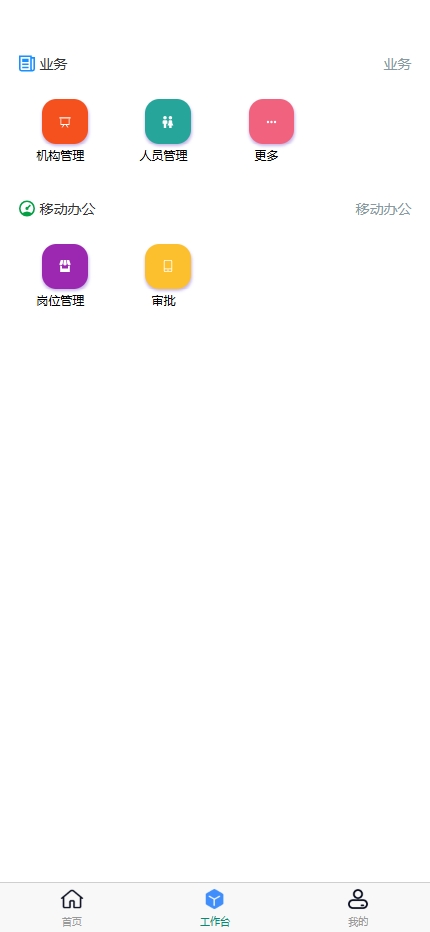 业务 业务
机构管理 人员管理 更多
移动办公 移动办公
岗位管理 审批
首页 工作台 我的